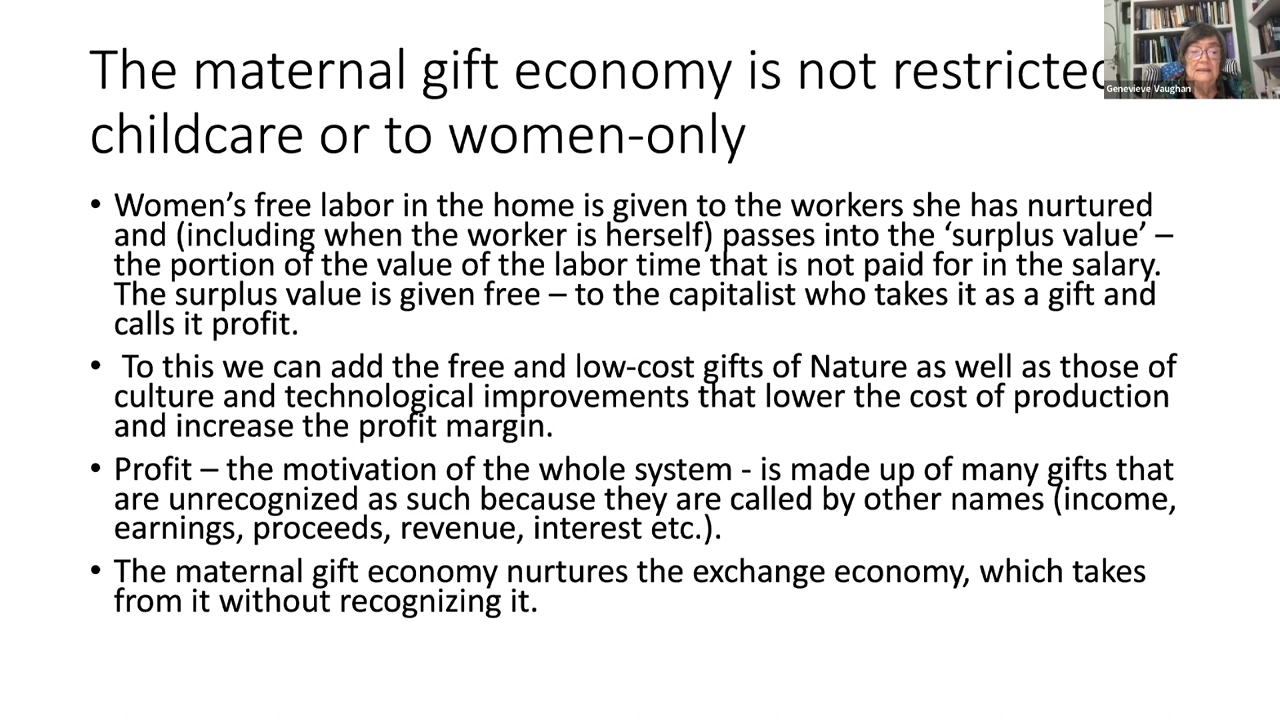 The maternal gift economy is not restricted
childcare or to women-only
Genevieve Vaughan
• Women’s free labor in the home is given to the workers she has nurtured
and (including when the worker is herself) passes into the ‘surplus value’ –
the portion of the value of the labor time that is not paid for in the salary.
The surplus value is given free – to the capitalist who takes it as a gift and
calls it profit.
• To this we can add the free and low-cost gifts of Nature as well as those of
culture and technological improvements that lower the cost of production
and increase the profit margin.
• Profit – the motivation of the whole system - is made up of many gifts that
are unrecognized as such because they are called by other names (income,
earnings, proceeds, revenue, interest etc.).
• The maternal gift economy nurtures the exchange economy, which takes
from it without recognizing it.